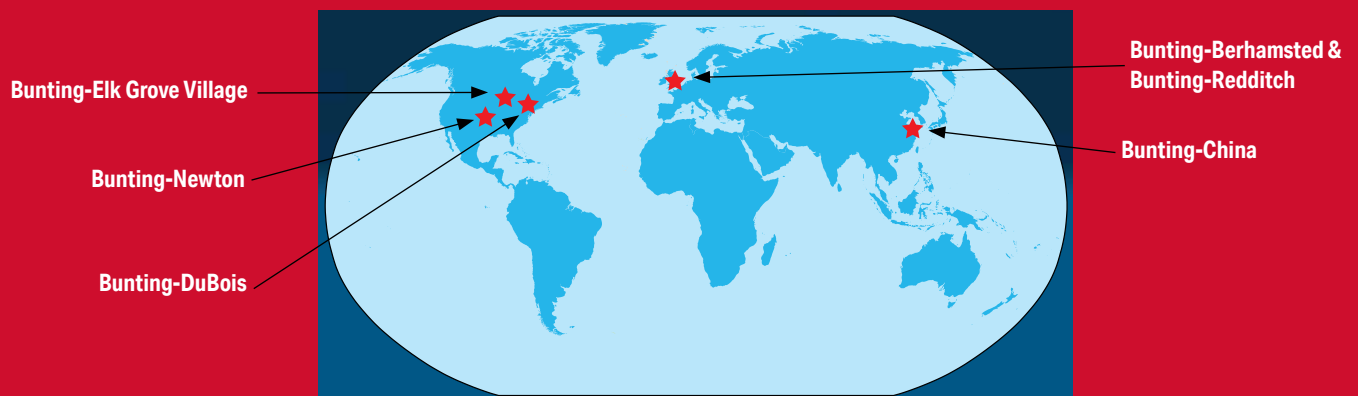 Bunting-Elk Grove Village
Bunting-Newton
Bunting-DuBois
Bunting-Berhamsted &
Bunting-Redditch
Bunting-China